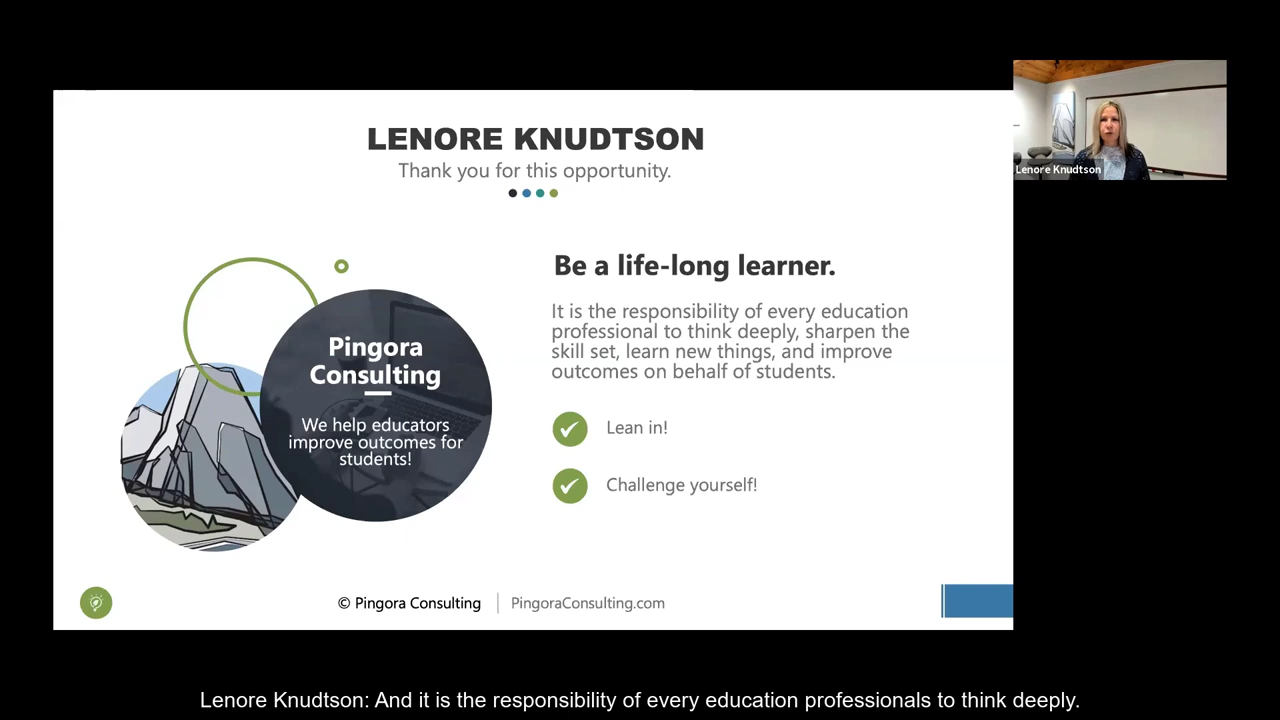 LENORE KNUDTSON
Thank you for this opportunity.
Lenore Knudtson
Be a life-long learner.
It is the responsibility of every education
professional to think deeply, sharpen the
skill set, learn new things, and improve
outcomes on behalf of students.
Lean in!
Challenge yourself!
Pingora
Consulting
We help educators
improve outcomes for
students!
© Pingora Consulting
PingoraConsulting.com
Lenore Knudtson: And it is the responsibility of every education professionals to think deeply.